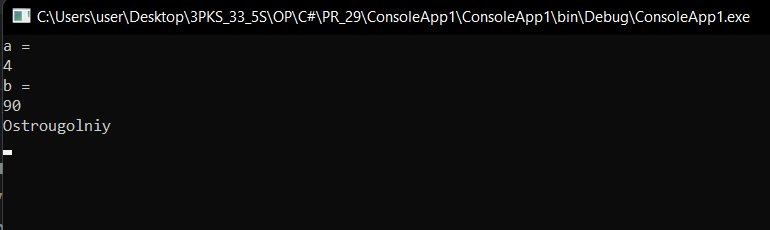 C:\Users\user\Desktop\3PKS_33_5S\OP\C#\PR_29\ConsoleApp1\ConsoleApp1\bin\Debug\ConsoleApp1.exe
a =
4
b =
90
Ostrougolniy